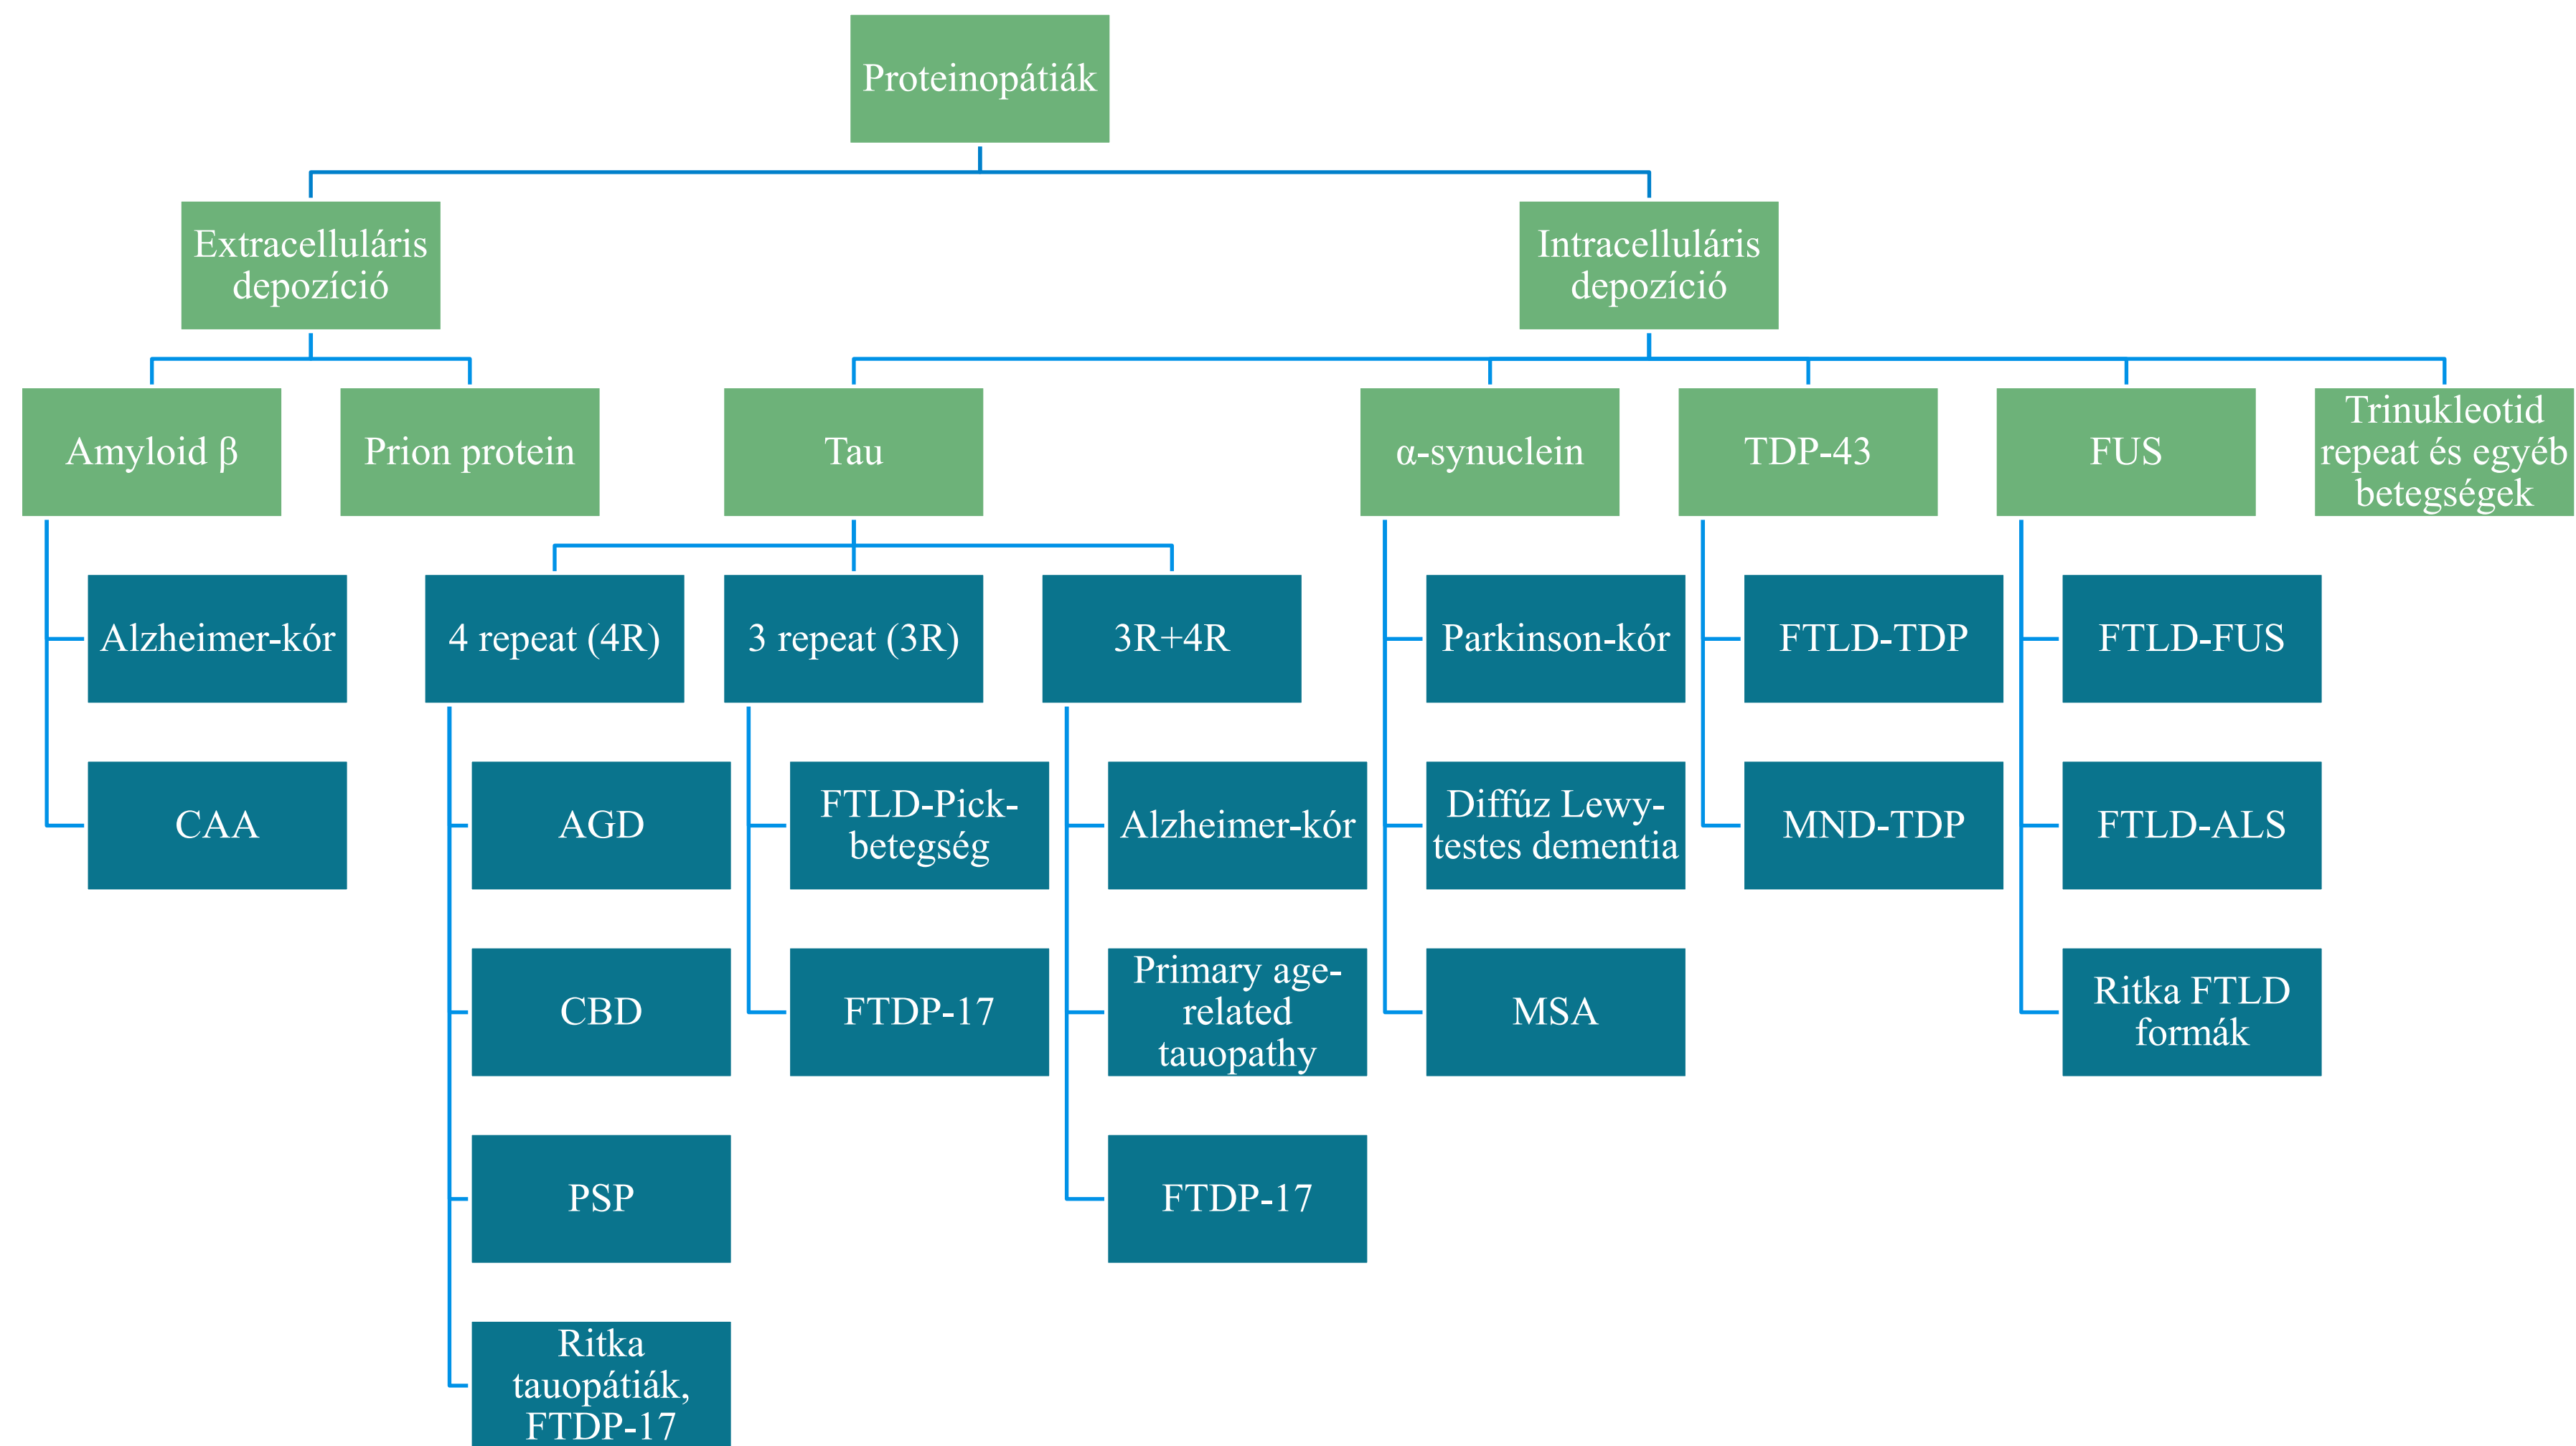 Proteinopátiák
Extracelluláris
depozíció
Intracelluláris
depozíció
Amyloid β
Prion protein
Tau
α-synuclein
TDP-43
FUS
Trinukleotid
repeat és egyéb
betegségek
Alzheimer-kór
CAA
4 repeat (4R)
AGD
CBD
PSP
Ritka
tauopátiák,
FTDP-17
3 repeat (3R)
FTLD-Pick-
betegség
FTDP-17
3R+4R
Alzheimer-kór
Primary age-
related
tauopathy
FTDP-17
Parkinson-kór
Diffúz Lewy-
testes dementia
MSA
FTLD-TDP
MND-TDP
FTLD-FUS
FTLD-ALS
Ritka FTLD
formák